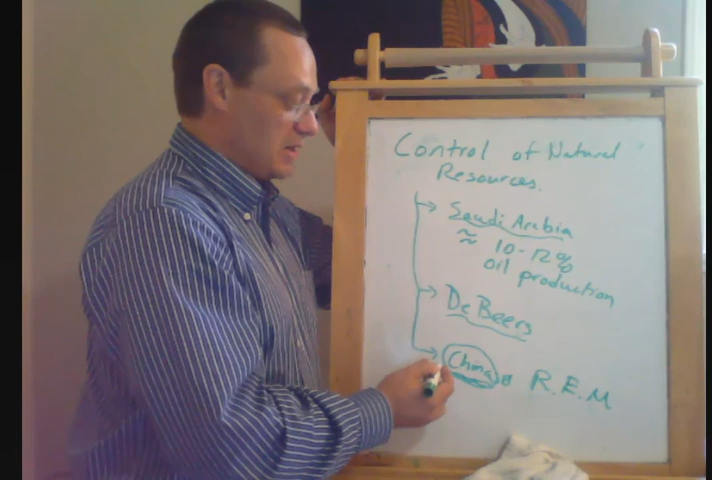 Control of Natural
Resources.
Saudi Arabia
≈ 10-12%
oil production
De Beers
China
R.E.M